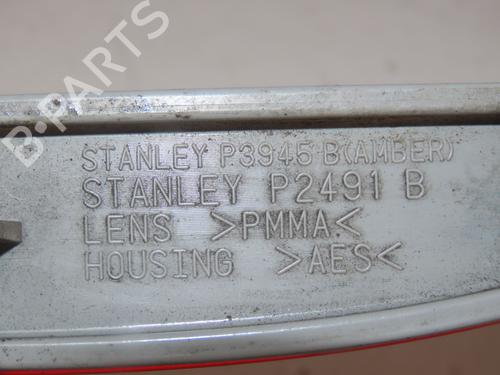 B-PARTS
STANLEY P3945 B(AMBER)
STANLEY P2491 B
LENS >PMMA<
HOUSING >AES<